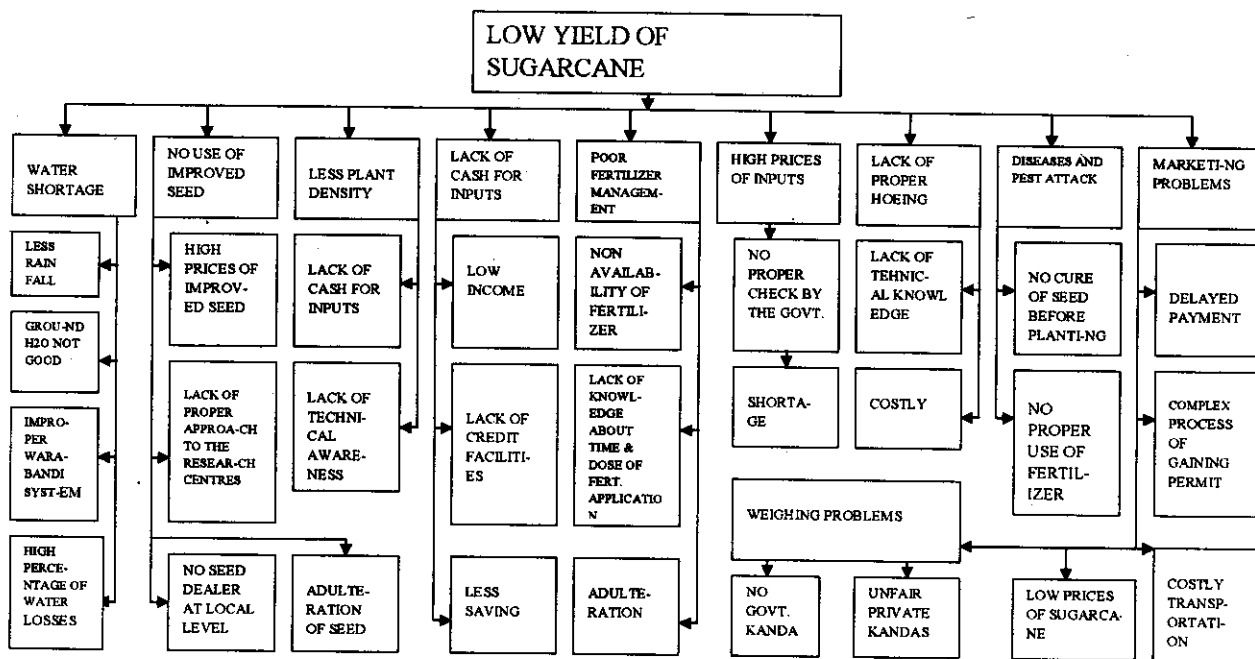 LOW YIELD OF
SUGARCANE
WATER
SHORTAGE
NO USE OF
IMPROVED
SEED
LESS PLANT
DENSITY
LACK OF
CASH FOR
INPUTS
POOR
FERTILIZER
MANAGEM-
ENT
HIGH PRICES
OF INPUTS
LACK OF
PROPER
HOEING
DISEASES AND
PEST ATTACK
MARKETI-NG
PROBLEMS
LESS
RAIN
FALL
HIGH
PRICES OF
IMPROV-
ED SEED
LACK OF
CASH FOR
INPUTS
LOW
INCOME
NON
AVAILAB-
ILITY OF
FERTILI-
ZER
NO
PROPER
CHECK BY
THE GOVT.
LACK OF
TEHNIC-
AL KNOWL
EDGE
NO CURE
OF SEED
BEFORE
PLANTI-NG
DELAYED
PAYMENT
GROU-ND
H2O NOT
GOOD
IMPRO-
PER
WARA-
BANDI
SYST-EM
LACK OF
PROPER
APPROA-CH
TO THE
RESEAR-CH
CENTRES
LACK OF
TECHNI-
CAL
AWARE-
NESS
LACK OF
CREDIT
FACILITI-
ES
LACK OF
KNOWL-
EDGE
ABOUT
TIME &
DOSE OF
FERT.
APPLICATIO
N
SHORTA-
GE
COSTLY
NO
PROPER
USE OF
FERTIL-
IZER
COMPLEX
PROCESS
OF
GAINING
PERMIT
WEIGHING PROBLEMS
HIGH
PERCE-
NTAGE OF
WATER
LOSSES
NO SEED
DEALER
AT LOCAL
LEVEL
ADULTE-
RATION
OF SEED
LESS
SAVING
ADULTE-
RATION
NO
GOVT.
KANDA
UNFAIR
PRIVATE
KANDAS
LOW PRICES
OF SUGARCA-
NE
COSTLY
TRANSP-
ORTATI-
ON